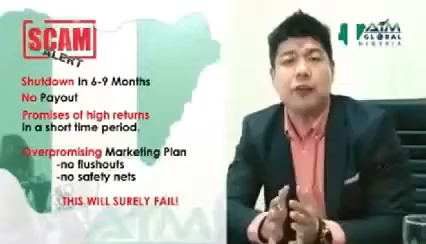 SCAM
ALERT
Shutdown In 6-9 Months
No Payout
Promises of high returns
in a short time period.
Overpromising Marketing Plan
-no flushouts
-no safety nets
THIS WILL SURELY FAIL!
AIM
GLOBAL
NIGERIA
AIM